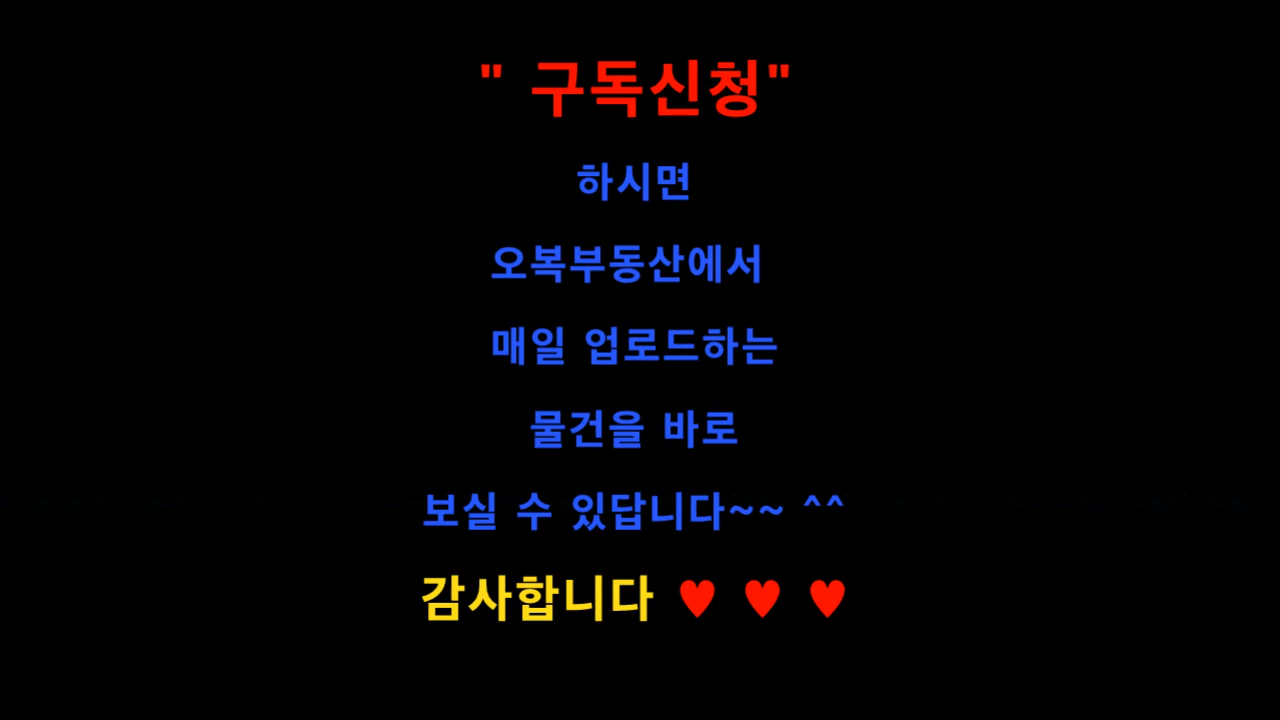 " 구독신청"
하시면
오복부동산에서
매일 업로드하는
물건을 바로
보실 수 있답니다~~ ^^
감사합니다 ♥ ♥ ♥